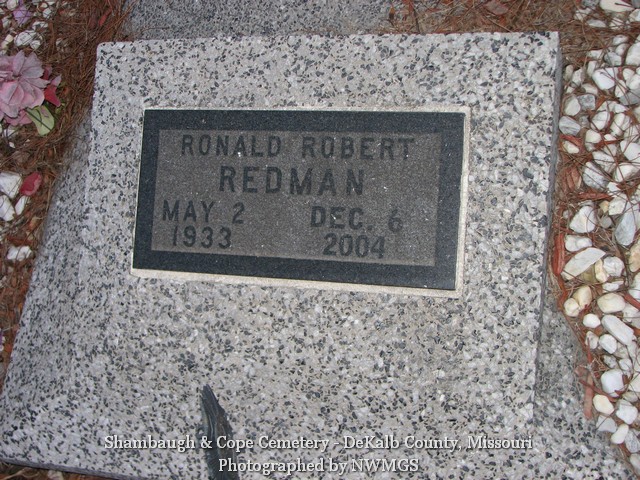 RONALD ROBERT
REDMAN
MAY 2 DEC. 6
1933 2004
Shambaugh & Cope Cemetery - DeKalb County, Missouri
Photographed by NWMGS